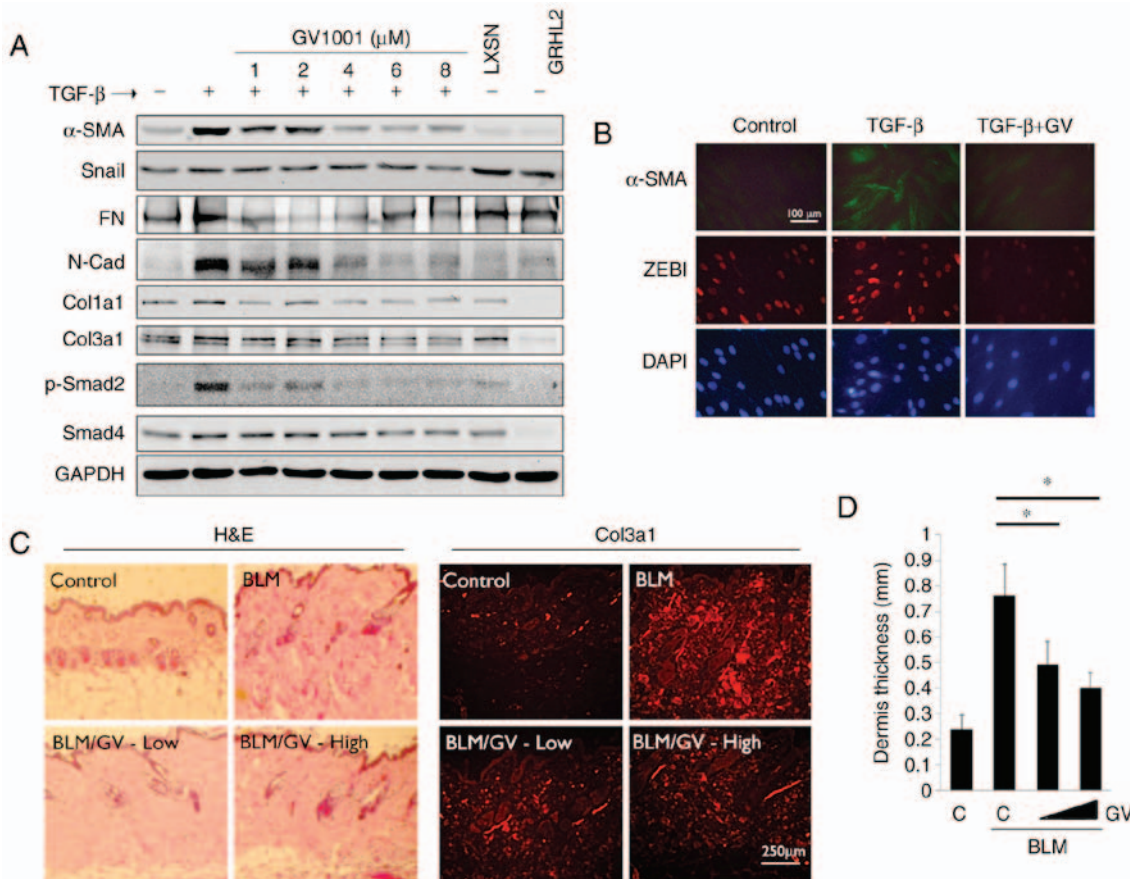 A
GV1001 (μM)
LXSN
GRHL2
1 2 4 6 8
TGF-β → − + + + + + + − −
α-SMA
Snail
FN
N-Cad
Col1a1
Col3a1
p-Smad2
Smad4
GAPDH
B
Control TGF-β TGF-β+GV
α-SMA
100 μm
ZEBI
DAPI
C
H&E Col3a1
Control BLM Control BLM
BLM/GV - Low BLM/GV - High BLM/GV - Low BLM/GV - High
250μm
D
* 
*
Dermis thickness (mm)
1
0.9
0.8
0.7
0.6
0.5
0.4
0.3
0.2
0.1
0
C C GV
BLM